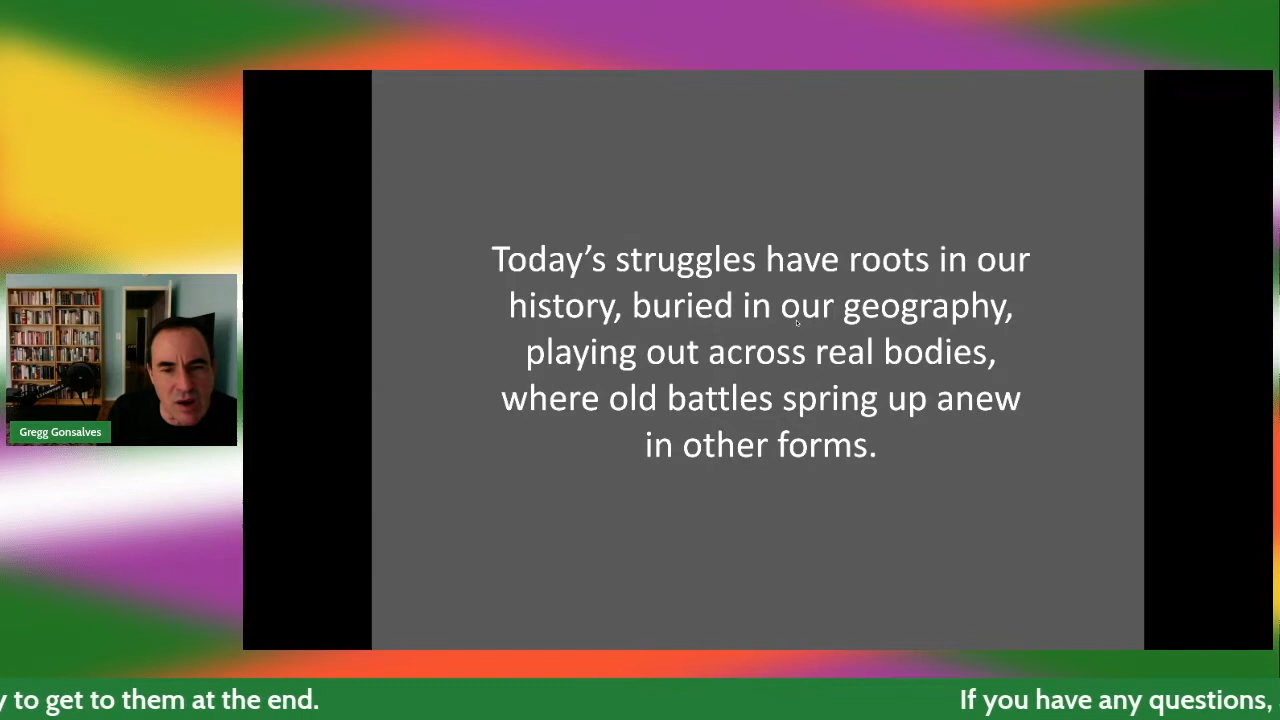 Today’s struggles have roots in our
history, buried in our geography,
playing out across real bodies,
where old battles spring up anew
in other forms.
Gregg Gonsalves
y to get to them at the end.
If you have any questions,